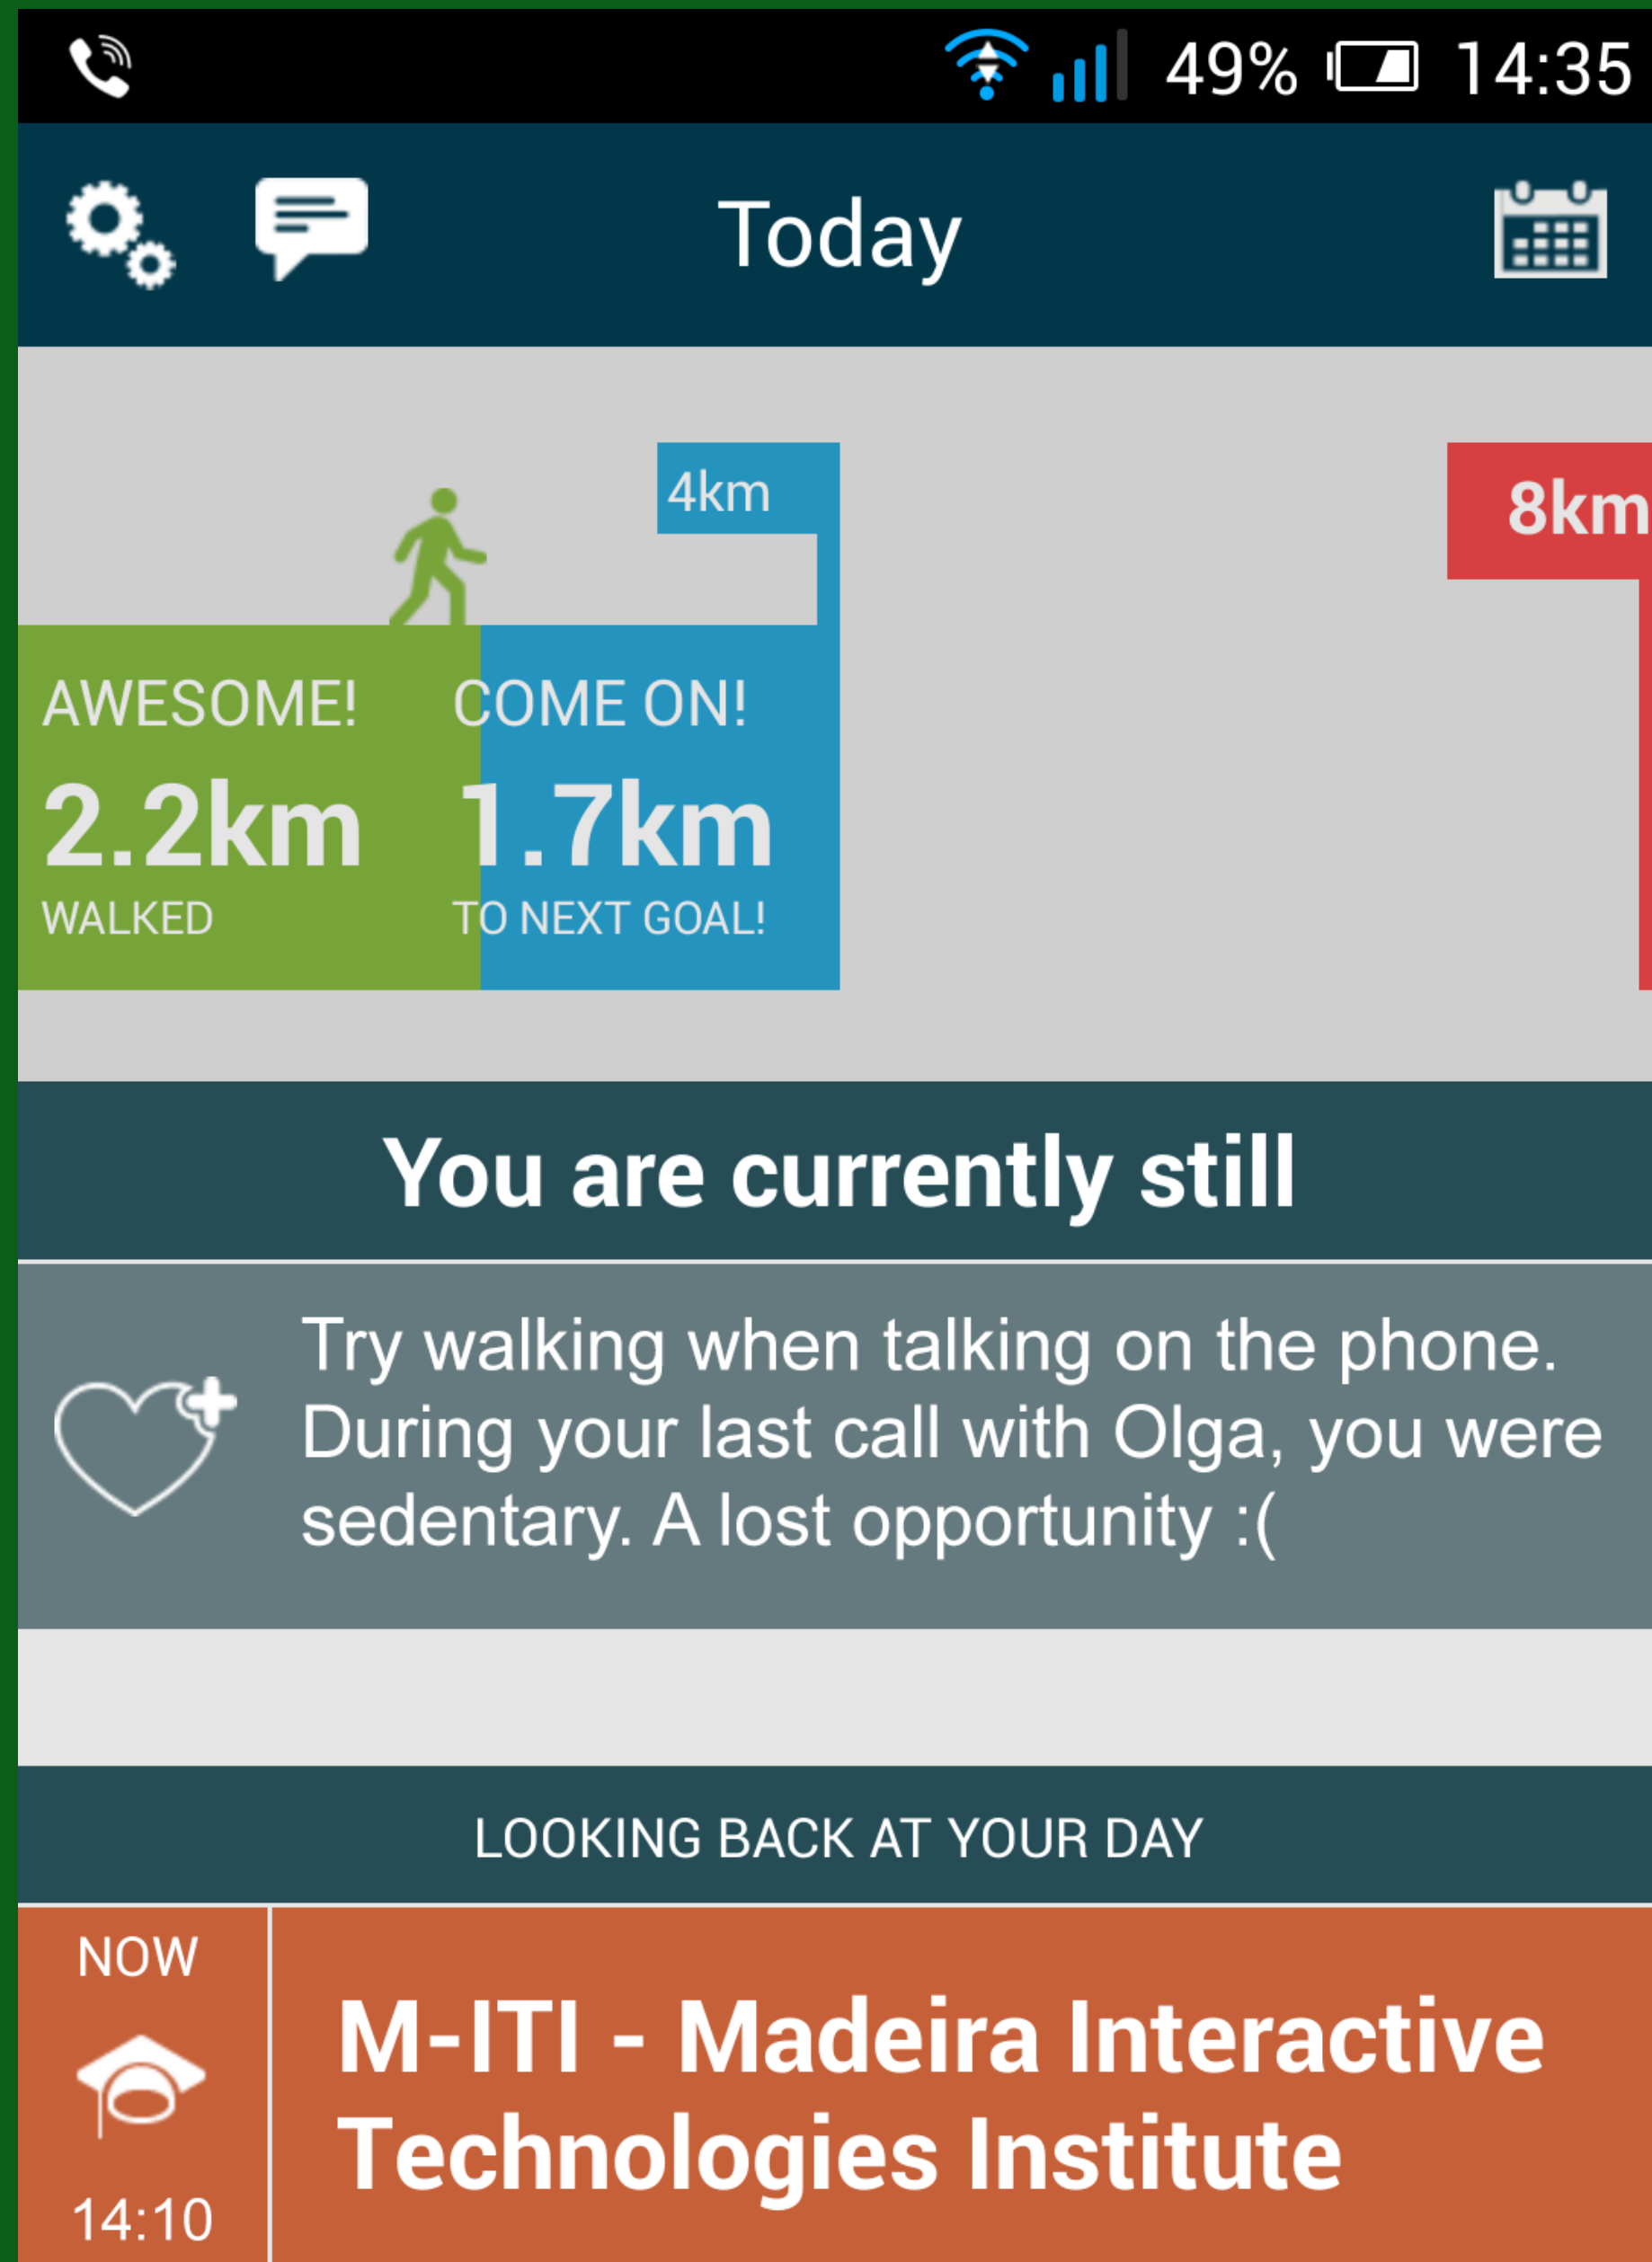 49% 14:35
Today
4km
8km
AWESOME! COME ON!
2.2km 1.7km
WALKED TO NEXT GOAL!
You are currently still
Try walking when talking on the phone.
During your last call with Olga, you were
sedentary. A lost opportunity :(
LOOKING BACK AT YOUR DAY
NOW
M-ITI - Madeira Interactive
Technologies Institute
14:10